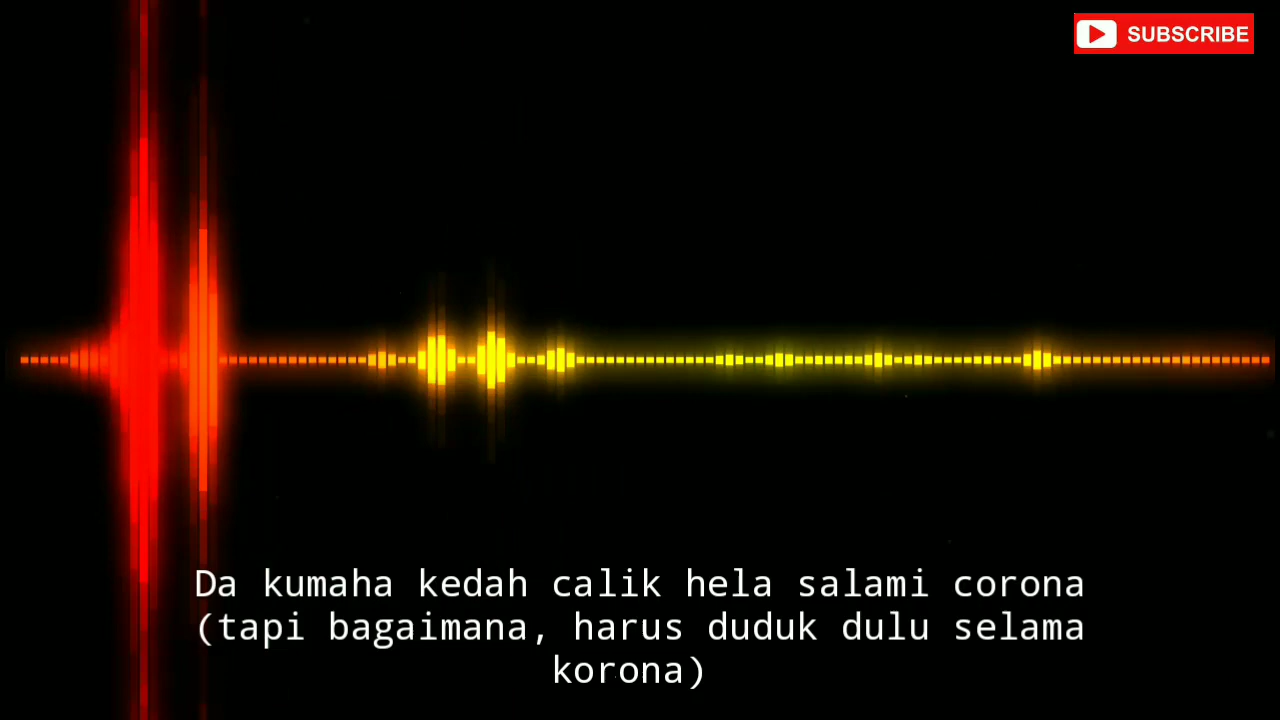 SUBSCRIBE
Da kumaha kedah calik hela salami corona
(tapi bagaimana, harus duduk dulu selama
korona)